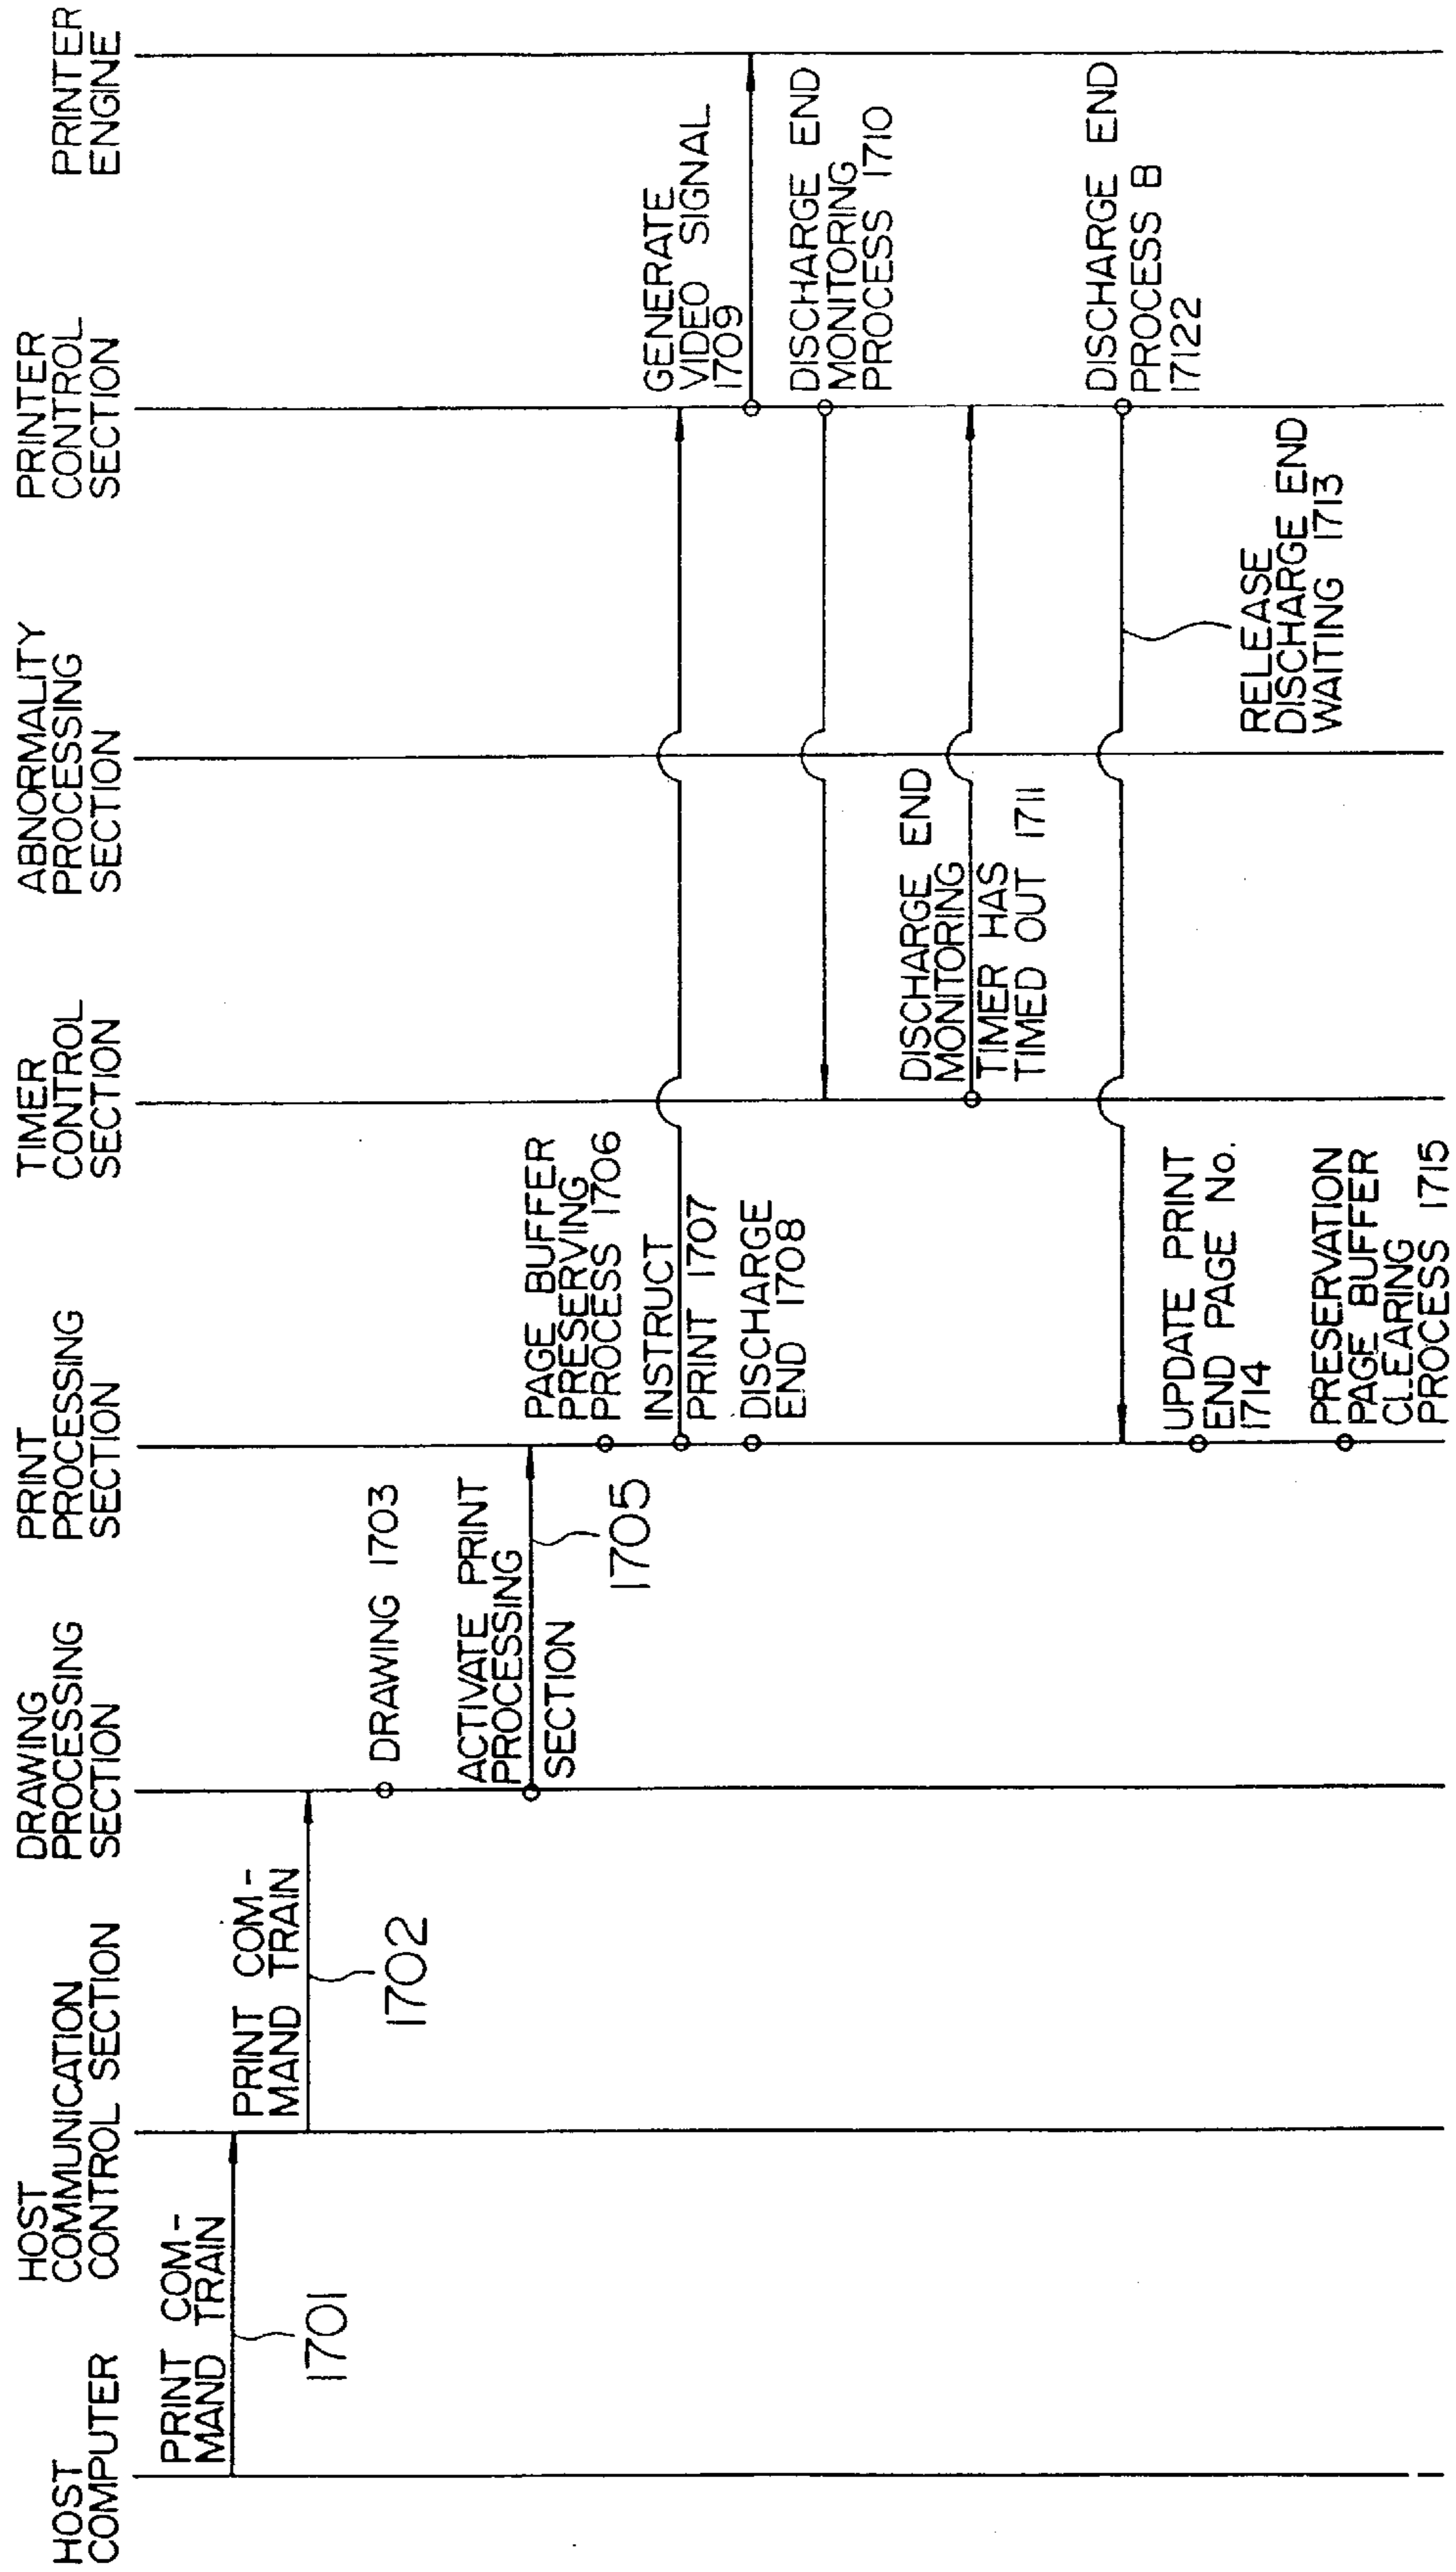 HOST
COMPUTER
HOST
COMMUNICATION
CONTROL SECTION
DRAWING
PROCESSING
SECTION
PRINT
PROCESSING
SECTION
TIMER
CONTROL
SECTION
ABNORMALITY
PROCESSING
SECTION
PRINTER
CONTROL
SECTION
PRINTER
ENGINE
PRINT COM-
MAND TRAIN
1701
PRINT COM-
MAND TRAIN
1702
DRAWING 1703
ACTIVATE PRINT
PROCESSING
SECTION
1705
PAGE BUFFER
PRESERVING
PROCESS 1706
INSTRUCT
PRINT 1707
DISCHARGE
END 1708
GENERATE
VIDEO SIGNAL
1709
DISCHARGE END
MONITORING
PROCESS 1710
DISCHARGE END
MONITORING
TIMER HAS
TIMED OUT 1711
DISCHARGE END
PROCESS B
17122
RELEASE
DISCHARGE END
WAITING 1713
UPDATE PRINT
END PAGE No.
1714
PRESERVATION
PAGE BUFFER
CLEARING
PROCESS 1715